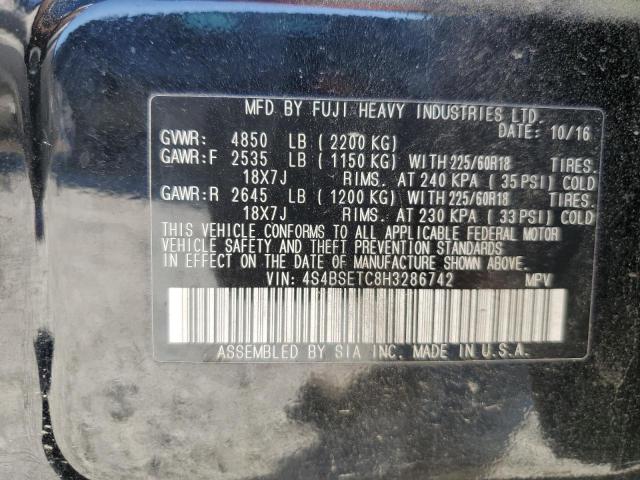 MFD BY FUJI HEAVY INDUSTRIES LTD.
DATE: 10/16
GVWR: 4850 LB ( 2200 KG)
GAWR:F 2535 LB ( 1150 KG) WITH 225/60R18 TIRES.
18X7J RIMS. AT 240 KPA ( 35 PSI) COLD
GAWR:R 2645 LB ( 1200 KG) WITH 225/60R18 TIRES.
18X7J RIMS. AT 230 KPA ( 33 PSI) COLD
THIS VEHICLE CONFORMS TO ALL APPLICABLE FEDERAL MOTOR
VEHICLE SAFETY AND THEFT PREVENTION STANDARDS
IN EFFECT ON THE DATE OF MANUFACTURE SHOWN ABOVE.
VIN: 4S4BSETC8H3286742 MPV
ASSEMBLED BY SIA INC. MADE IN U.S.A.